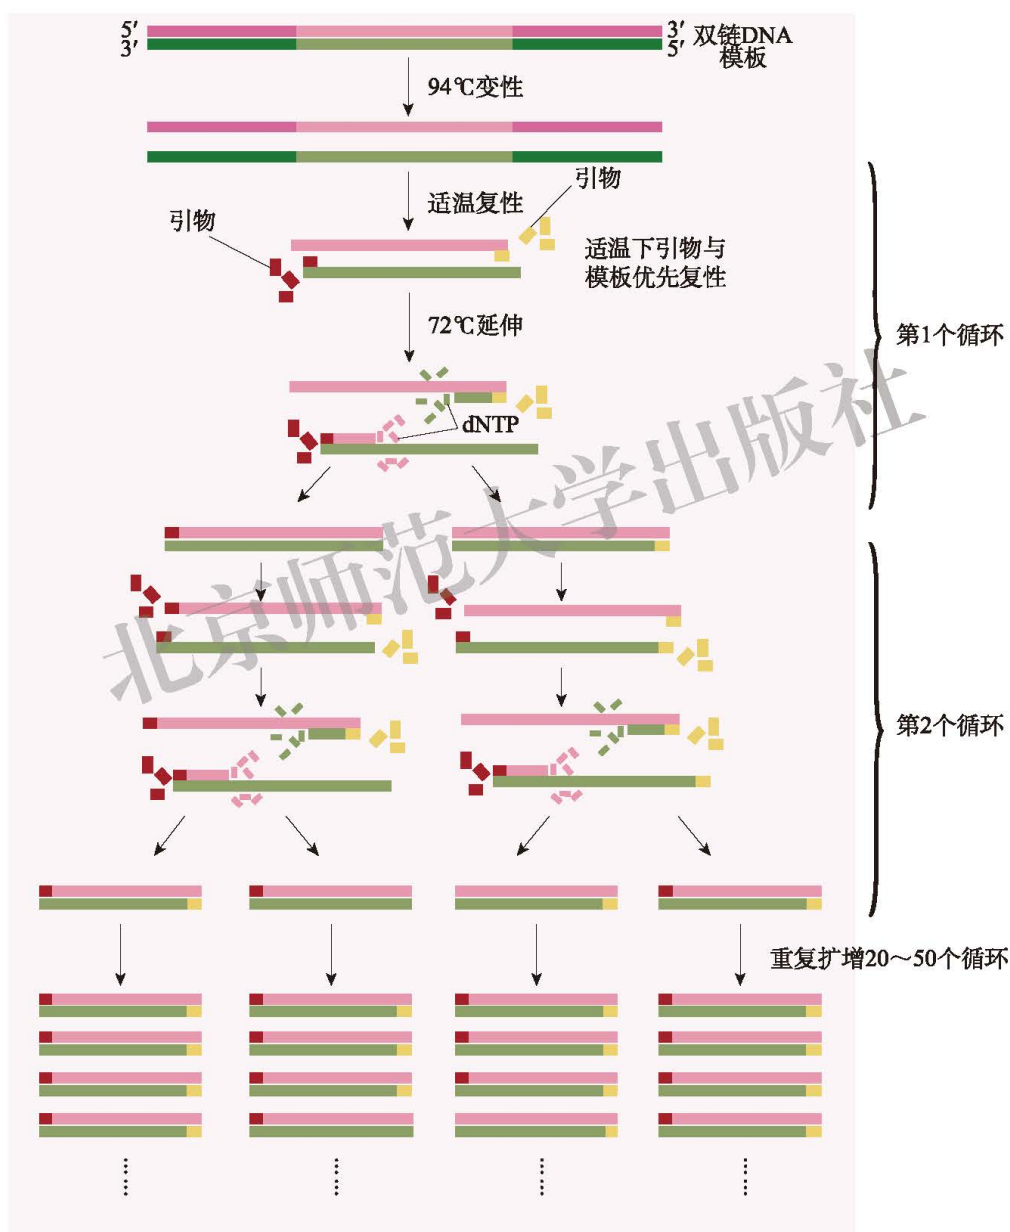 5′
3′
3′
5′
双链DNA
模板
94℃变性
适温复性
引物
引物
适温下引物与
模板优先复性
72℃延伸
第1个循环
dNTP
北京师范大学出版社
第2个循环
重复扩增20～50个循环